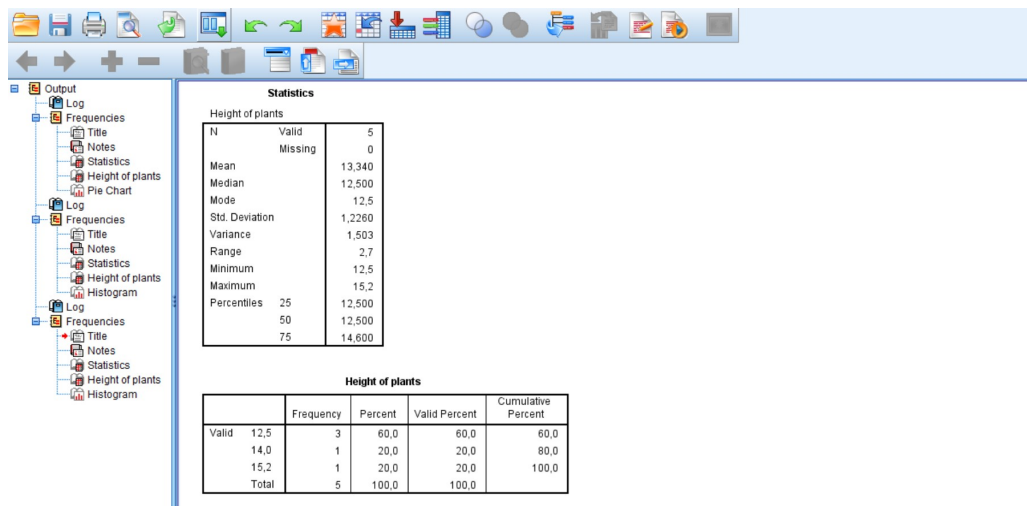 Output
Log
Frequencies
Title
Notes
Statistics
Height of plants
Pie Chart
Log
Frequencies
Title
Notes
Statistics
Height of plants
Histogram
Log
Frequencies
Title
Notes
Statistics
Height of plants
Histogram
Statistics
Height of plants
N Valid 5
Missing 0
Mean 13,340
Median 12,500
Mode 12,5
Std. Deviation 1,2260
Variance 1,503
Range 2,7
Minimum 12,5
Maximum 15,2
Percentiles 25 12,500
50 12,500
75 14,600
Height of plants
Frequency Percent Valid Percent Cumulative Percent
Valid 12,5 3 60,0 60,0 60,0
14,0 1 20,0 20,0 80,0
15,2 1 20,0 20,0 100,0
Total 5 100,0 100,0